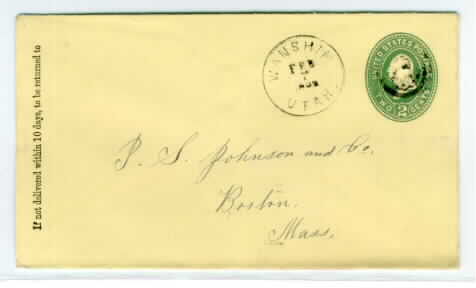 If not delivered within 10 days, to be returned to
WANSHIP
FEB
UTAH.
UNITED STATES POSTAGE
TWO 2 CENTS
P. S. Johnson and Co.
Boston.
Mass.